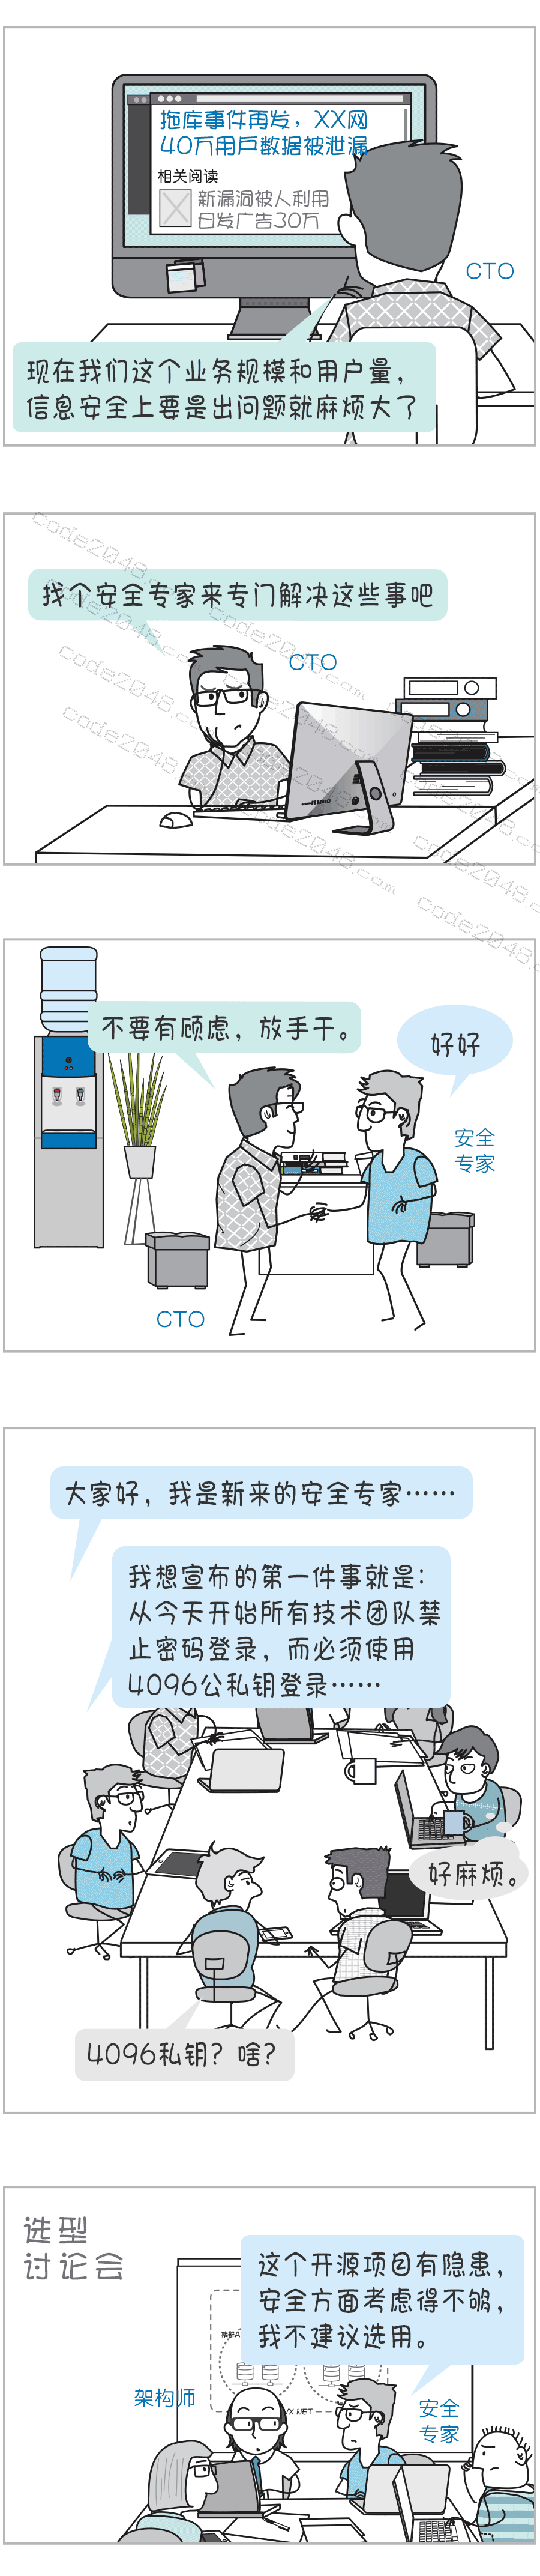 拖库事件再发，XX网
40万用戶数据被泄漏
相关阅读
新漏洞被人利用
日发广告30万
CTO
现在我们这个业务规模和用户量，
信息安全上要是出问题就麻烦大了
找个安全专家来专门解决这些事吧
CTO
code2048.com
不要有顾虑，放手干。
好好
安全
专家
CTO
大家好，我是新来的安全专家……
我想宣布的第一件事就是：
从今天开始所有技术团队禁
止密码登录，而必须使用
4096公私钥登录……
好麻烦。
4096私钥？啥？
选型
讨论会
这个开源项目有隐患，
安全方面考虑得不够，
我不建议选用。
架构师
安全
专家